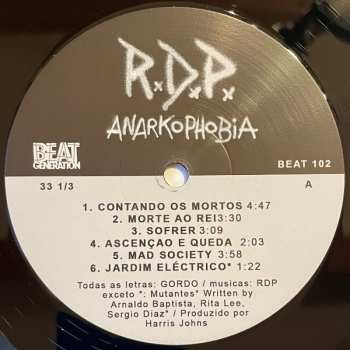 R.D.P.
ANARKOPHOBiA
BEAT
GENERATION
BEAT 102
33 1/3
A
1. CONTANDO OS MORTOS 4:47
2. MORTE AO REI3:30
3. SOFRER 3:09
4. ASCENÇAO E QUEDA 2:03
5. MAD SOCIETY 3:58
6. JARDIM ELÉCTRICO* 1:22
Todas as letras: GORDO / musicas: RDP
exceto *: Mutantes* Written by
Arnaldo Baptista, Rita Lee,
Sergio Diaz* / Produzido por
Harris Johns